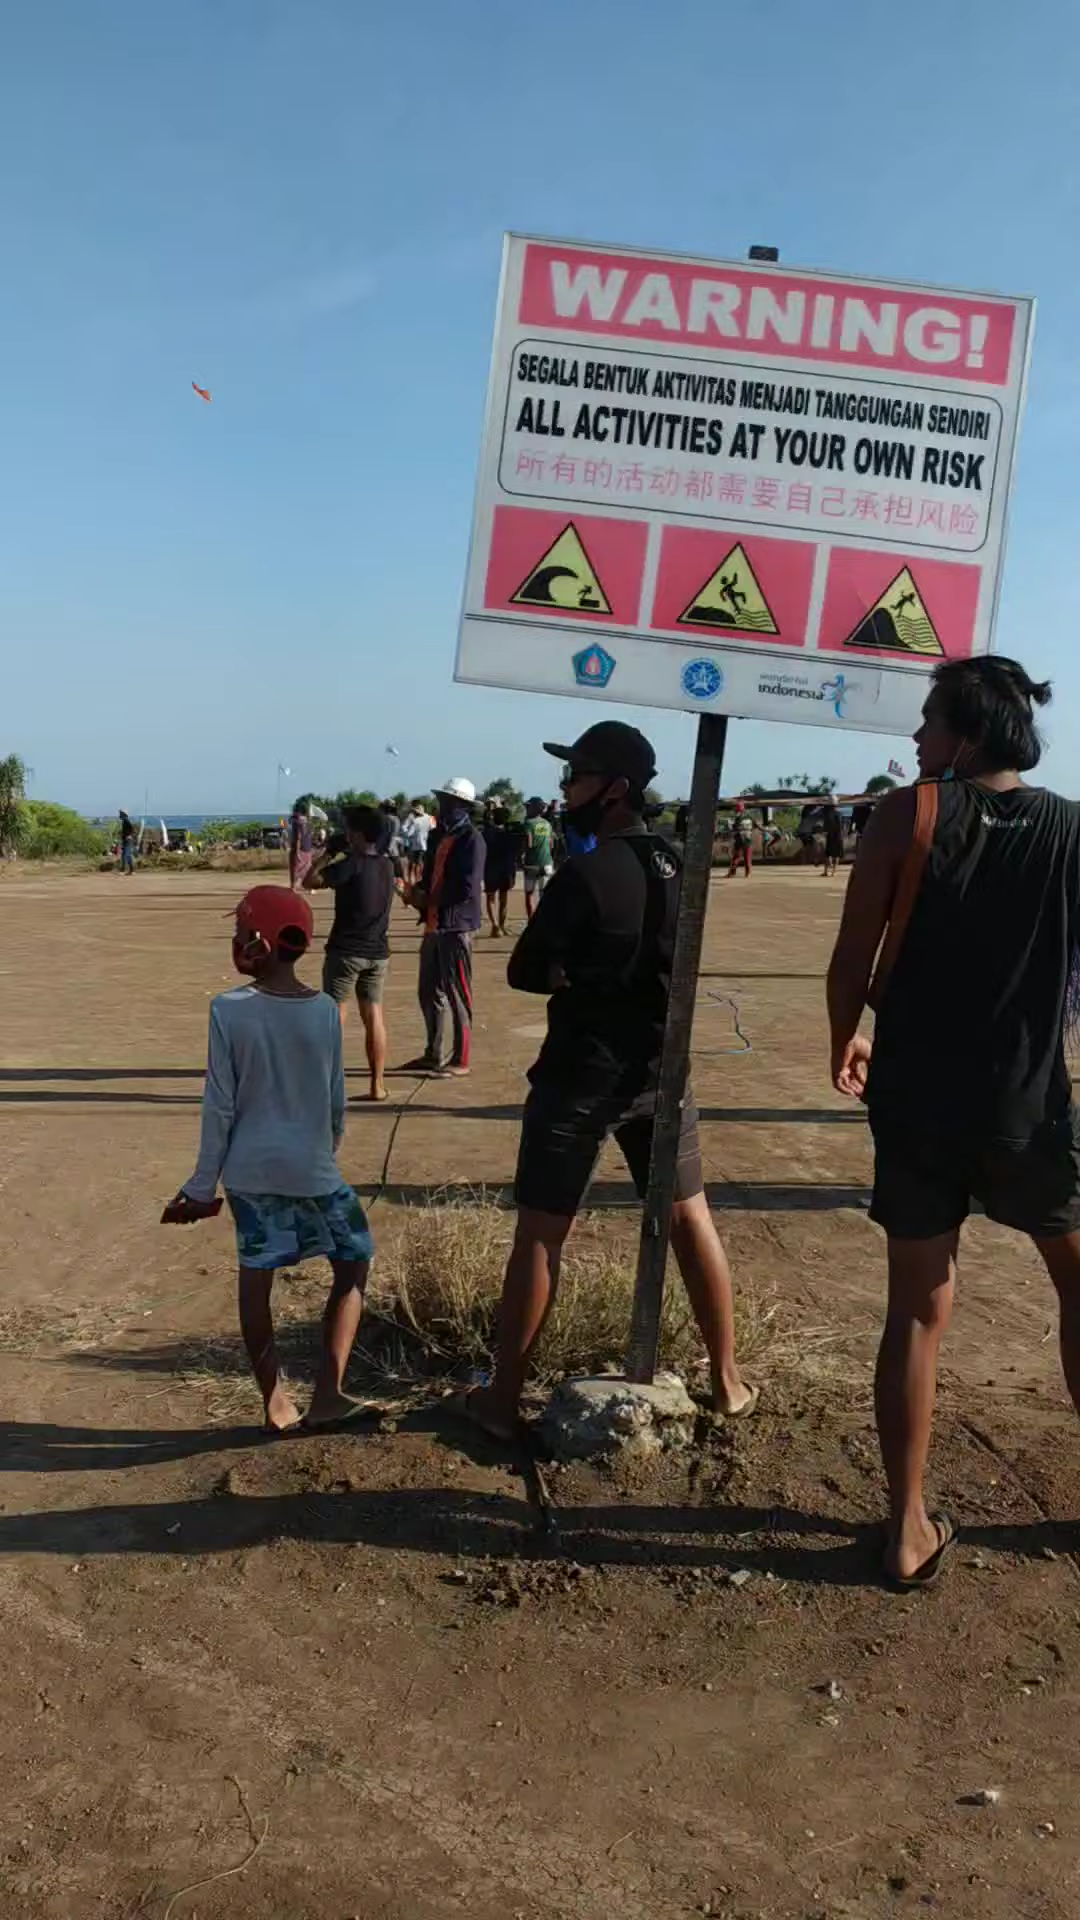 WARNING!
SEGALA BENTUK AKTIVITAS MENJADI TANGGUNGAN SENDIRI
ALL ACTIVITIES AT YOUR OWN RISK
所有的活动都需要自己承担风险
wonderful
indonesia